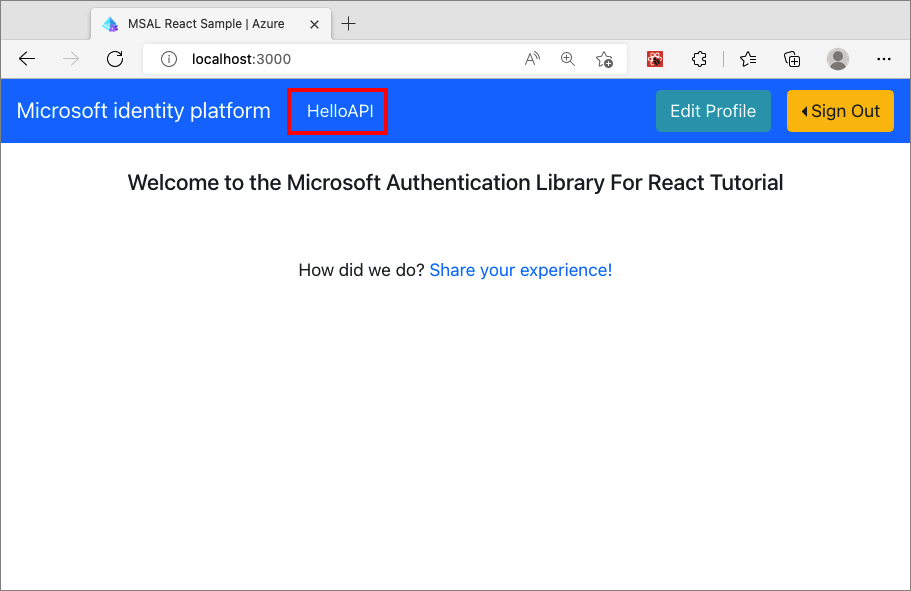 MSAL React Sample | Azure
localhost:3000
Microsoft identity platform HelloAPI Edit Profile Sign Out
Welcome to the Microsoft Authentication Library For React Tutorial
How did we do? Share your experience!